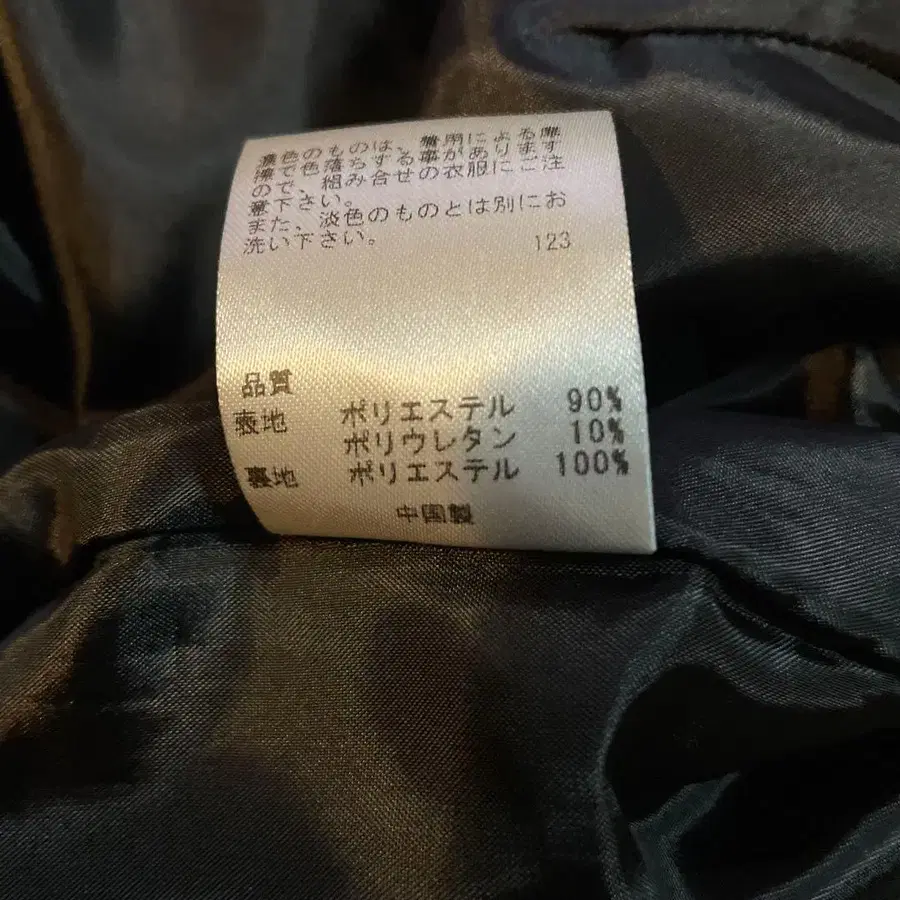 濃色のものは、着用による摩
擦で色落ちする事があります
ので、組み合せの衣服にご注
意下さい。
また、淡色のものとは別にお
洗い下さい。
123
品質
表地 ポリエステル 90%
ポリウレタン 10%
裏地 ポリエステル 100%
中国製